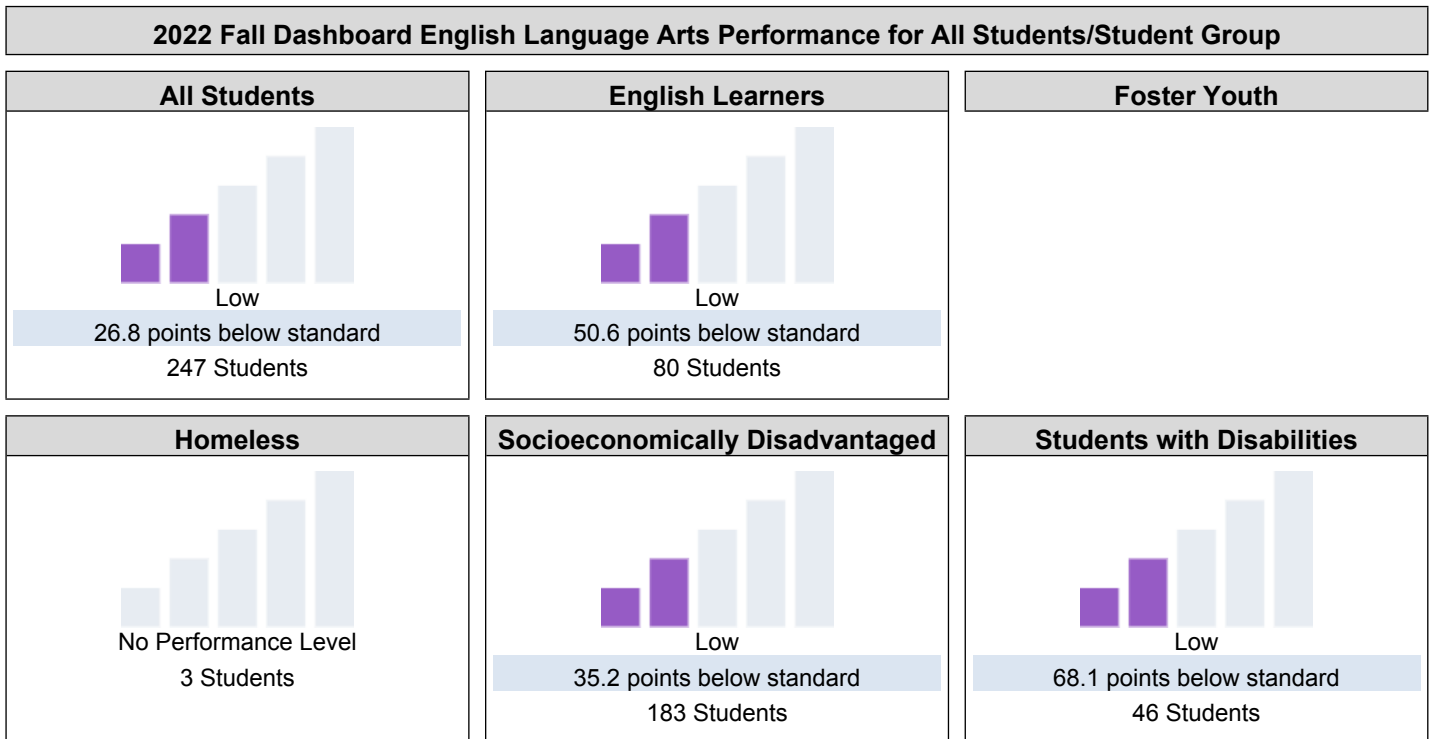 2022 Fall Dashboard English Language Arts Performance for All Students/Student Group
All Students
Low
26.8 points below standard
247 Students
English Learners
Low
50.6 points below standard
80 Students
Foster Youth
Homeless
No Performance Level
3 Students
Socioeconomically Disadvantaged
Low
35.2 points below standard
183 Students
Students with Disabilities
Low
68.1 points below standard
46 Students